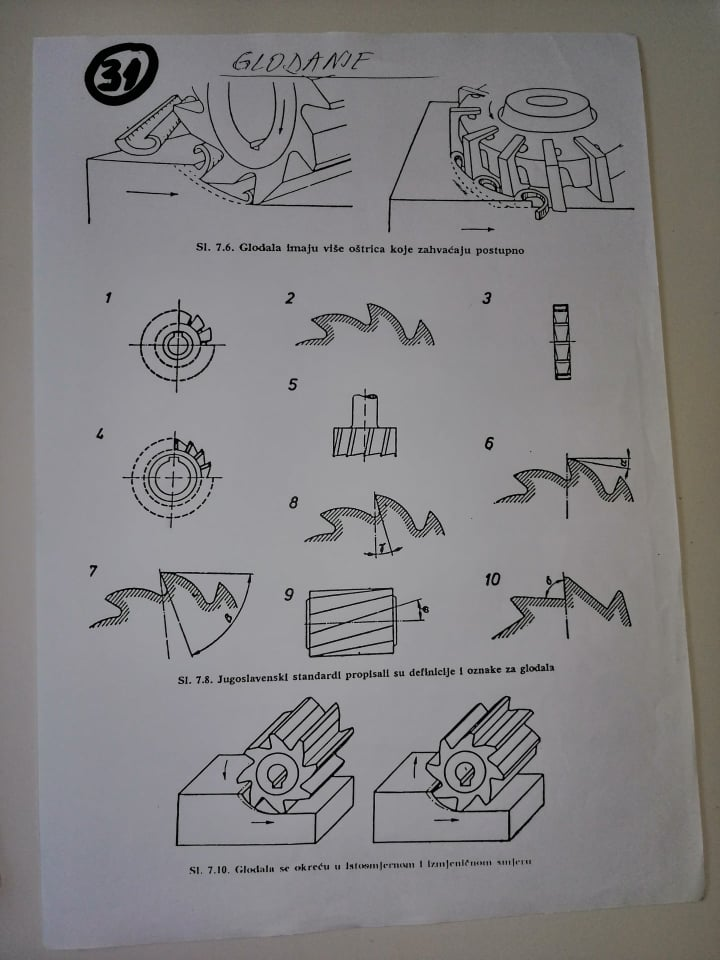 31
GLODANJE
Sl. 7.6. Glodala imaju više oštrica koje zahvaćaju postupno
1
2
3
5
4
6
α
8
γ
7
β
9
10
δ
Sl. 7.8. Jugoslavenski standardi propisali su definicije i oznake za glodala
Sl. 7.10. Glodala se okreću u istosmjernom i izmjeničnom smjeru